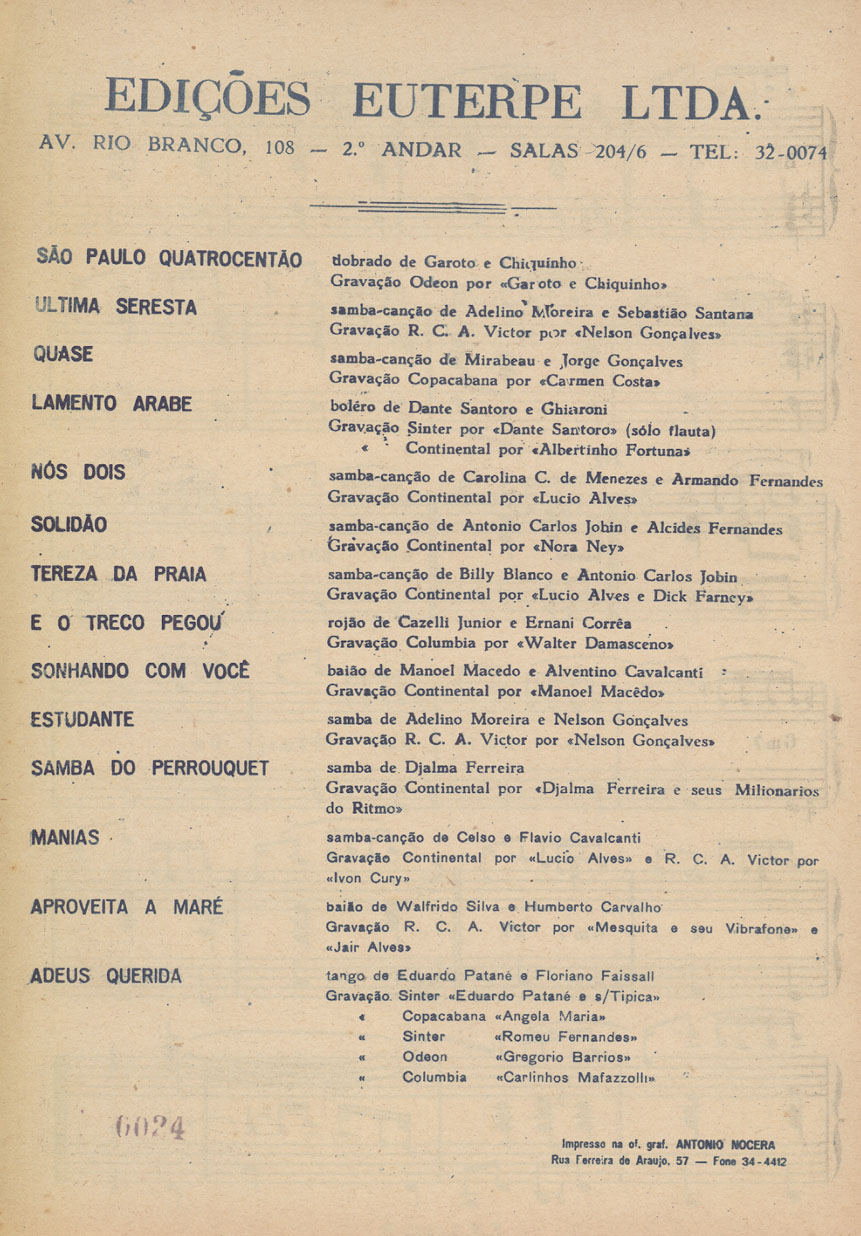 EDIÇÕES EUTERPE LTDA.
AV. RIO BRANCO, 108 — 2.º ANDAR — SALAS 204/6 — TEL: 32-0074
SÃO PAULO QUATROCENTÃO dobrado de Garoto e Chiquinho
Gravação Odeon por «Garoto e Chiquinho»
ULTIMA SERESTA samba-canção de Adelino Moreira e Sebastião Santana
Gravação R. C. A. Victor por «Nelson Gonçalves»
QUASE samba-canção de Mirabeau e Jorge Gonçalves
Gravação Copacabana por «Carmen Costa»
LAMENTO ARABE boléro de Dante Santoro e Ghiaroni
Gravação Sinter por «Dante Santoro» (sólo flauta)
« Continental por «Albertinho Fortuna»
NÓS DOIS samba-canção de Carolina C. de Menezes e Armando Fernandes
Gravação Continental por «Lucio Alves»
SOLIDÃO samba-canção de Antonio Carlos Jobin e Alcides Fernandes
Gravação Continental por «Nora Ney»
TEREZA DA PRAIA samba-canção de Billy Blanco e Antonio Carlos Jobin
Gravação Continental por «Lucio Alves e Dick Farney»
E O TRECO PEGOU rojão de Cazelli Junior e Ernani Corrêa
Gravação Columbia por «Walter Damasceno»
SONHANDO COM VOCÊ baião de Manoel Macedo e Alventino Cavalcanti
Gravação Continental por «Manoel Macêdo»
ESTUDANTE samba de Adelino Moreira e Nelson Gonçalves
Gravação R. C. A. Victor por «Nelson Gonçalves»
SAMBA DO PERROUQUET samba de Djalma Ferreira
Gravação Continental por «Djalma Ferreira e seus Milionarios
do Ritmo»
MANIAS samba-canção de Celso e Flavio Cavalcanti
Gravação Continental por «Lucio Alves» e R. C. A. Victor por
«Ivon Cury»
APROVEITA A MARÉ baião de Walfrido Silva e Humberto Carvalho
Gravação R. C. A. Victor por «Mesquita e seu Vibrafone» e
«Jair Alves»
ADEUS QUERIDA tango de Eduardo Patané e Floriano Faissall
Gravação Sinter «Eduardo Patané e s/Tipica»
« Copacabana «Angela Maria»
« Sinter «Romeu Fernandes»
« Odeon «Gregorio Barrios»
« Columbia «Carlinhos Mafazzolli»
0024
Impresso na of. graf. ANTONIO NOCERA
Rua Ferreira de Araujo, 57 — Fone 34-4412